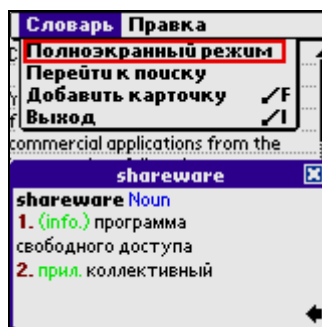 Словарь Правка
Полноэкранный режим
Перейти к поиску
Добавить карточку /F
Выход /I
commercial applications from the
shareware
shareware Noun
1. (info.) программа
свободного доступа
2. прил. коллективный